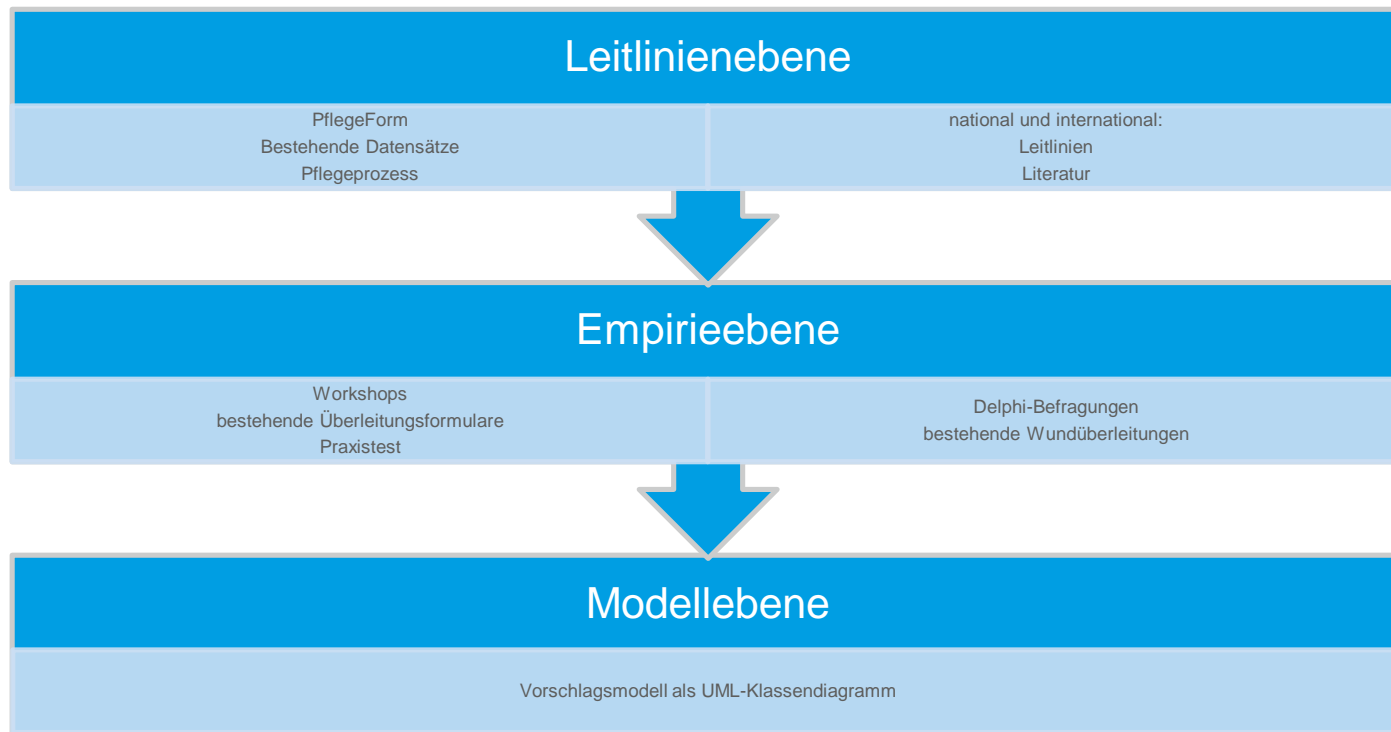 Leitlinienebene
PflegeForm
Bestehende Datensätze
Pflegeprozess
national und international:
Leitlinien
Literatur
Empirieebene
Workshops
bestehende Überleitungsformulare
Praxistest
Delphi-Befragungen
bestehende Wundüberleitungen
Modellebene
Vorschlagsmodell als UML-Klassendiagramm